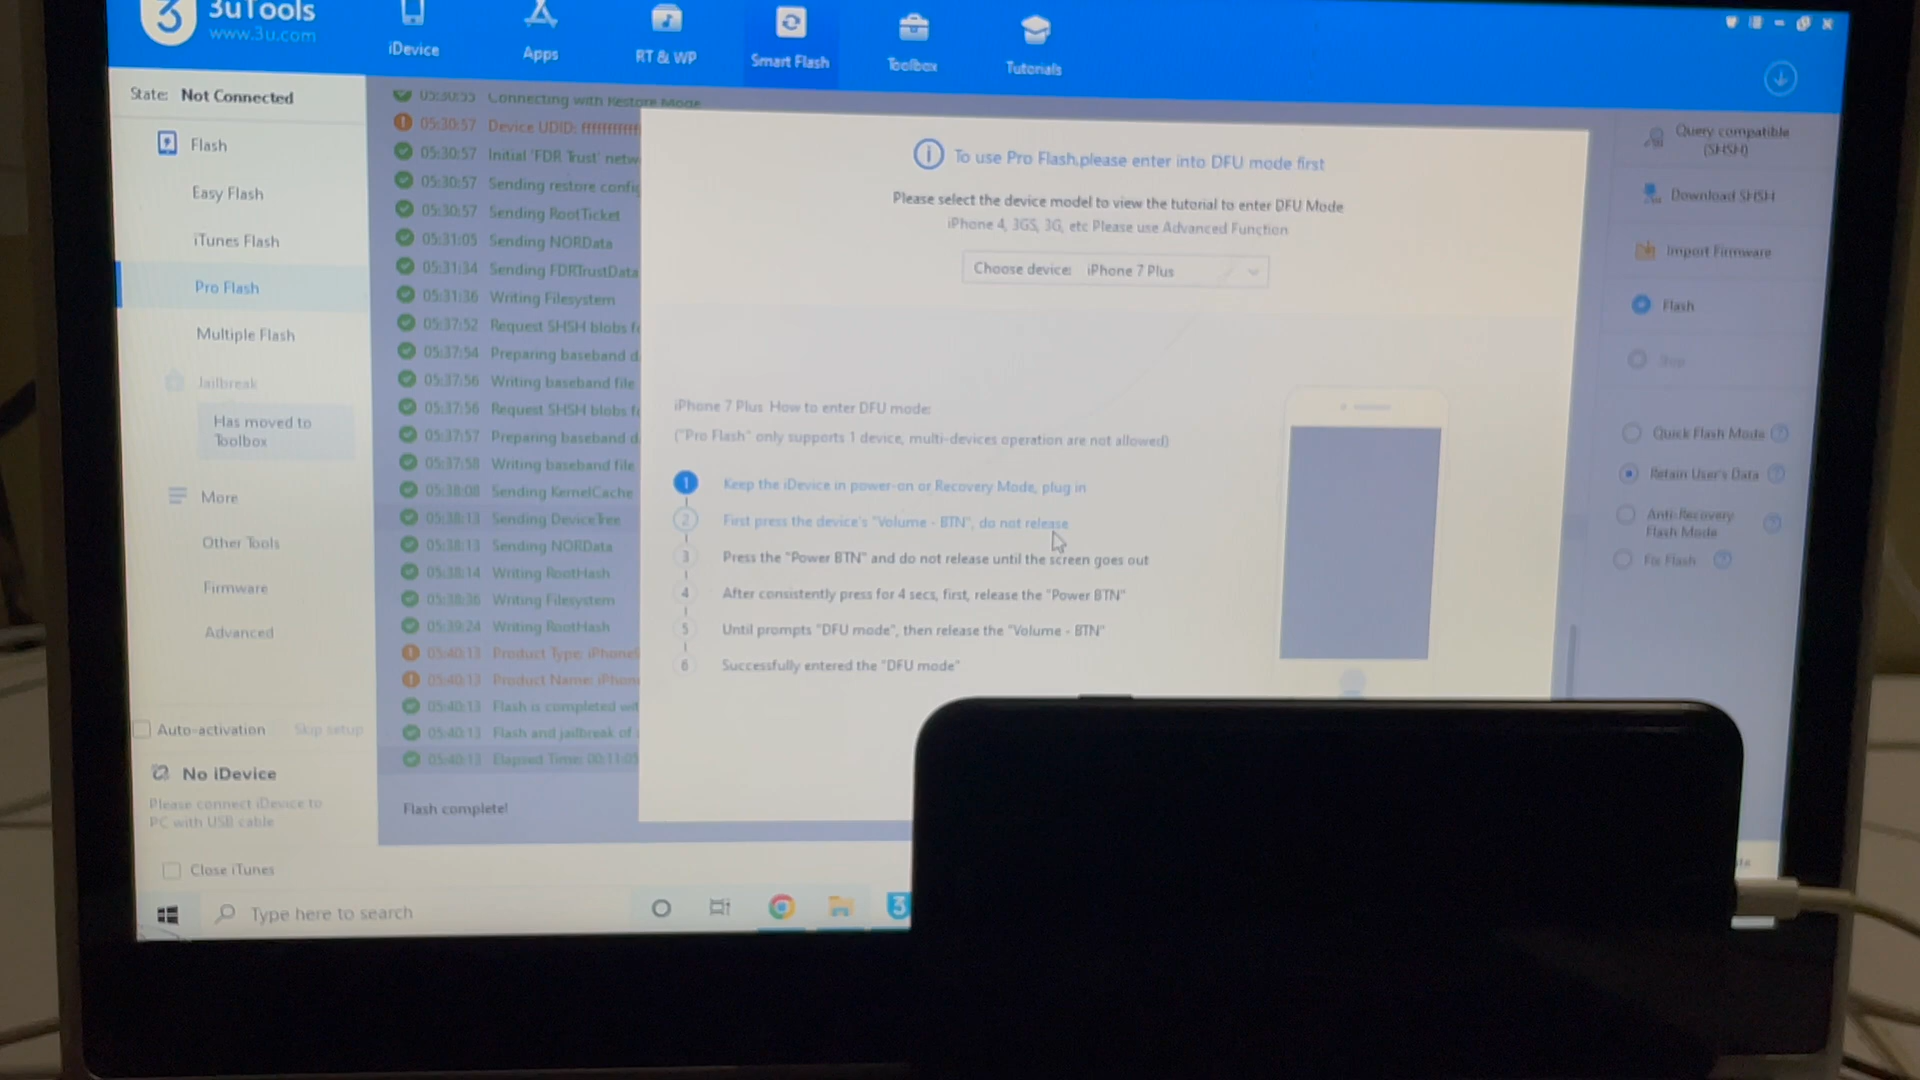 3uTools
www.3u.com
iDevice
Apps
RT & WP
Smart Flash
Toolbox
Tutorials
State: Not Connected
Flash
Easy Flash
iTunes Flash
Pro Flash
Multiple Flash
Jailbreak
Has moved to
Toolbox
More
Other Tools
Firmware
Advanced
Auto-activation Skip setup
No iDevice
Please connect iDevice to
PC with USB cable
Close iTunes
05:30:55 Connecting with Restore Mode
05:30:57 Device UDID: ffffffffffff
05:30:57 Initial 'FDR Trust' netw
05:30:57 Sending restore config
05:30:57 Sending RootTicket
05:31:05 Sending NORData
05:31:34 Sending FDRTrustData
05:31:36 Writing Filesystem
05:37:52 Request SHSH blobs f
05:37:54 Preparing baseband d
05:37:56 Writing baseband file
05:37:56 Request SHSH blobs f
05:37:57 Preparing baseband d
05:37:58 Writing baseband file
05:38:08 Sending KernelCache
05:38:13 Sending DeviceTree
05:38:13 Sending NORData
05:38:14 Writing RootHash
05:38:36 Writing Filesystem
05:39:24 Writing RootHash
05:40:13 Product Type: iPhone
05:40:13 Product Name: iPhon
05:40:13 Flash is completed wit
05:40:13 Flash and jailbreak of
05:40:13 Elapsed Time: 00:11:05
Flash complete!
To use Pro Flash,please enter into DFU mode first
Please select the device model to view the tutorial to enter DFU Mode
iPhone 4, 3GS, 3G, etc Please use Advanced Function
Choose device: iPhone 7 Plus
iPhone 7 Plus How to enter DFU mode:
("Pro Flash" only supports 1 device, multi-devices operation are not allowed)
1 Keep the iDevice in power-on or Recovery Mode, plug in
2 First press the device's "Volume - BTN", do not release
3 Press the "Power BTN" and do not release until the screen goes out
4 After consistently press for 4 secs, first, release the "Power BTN"
5 Until prompts "DFU mode", then release the "Volume - BTN"
6 Successfully entered the "DFU mode"
Query compatible
(SHSH)
Download SHSH
Import Firmware
Flash
Stop
Quick Flash Mode
Retain User's Data
Anti-Recovery
Flash Mode
Fix Flash
Type here to search